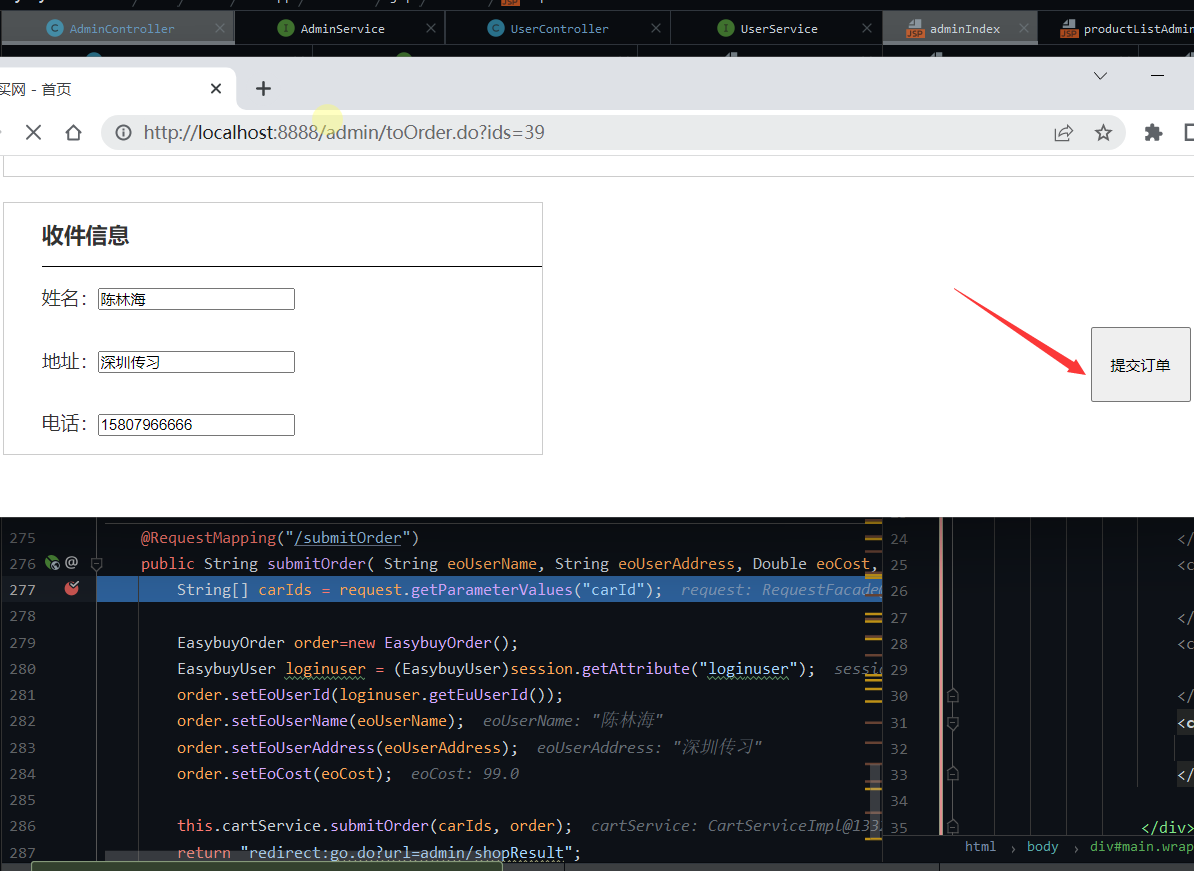 AdminController
AdminService
UserController
UserService
adminIndex
productListAdmin
买网 - 首页
http://localhost:8888/admin/toOrder.do?ids=39
收件信息
姓名：陈林海
地址：深圳传习
电话：15807966666
提交订单
275 @RequestMapping("/submitOrder")
276 public String submitOrder( String eoUserName, String eoUserAddress, Double eoCost,
277 String[] carIds = request.getParameterValues("carId"); request: RequestFacade
278
279 EasybuyOrder order=new EasybuyOrder();
280 EasybuyUser loginuser = (EasybuyUser)session.getAttribute("loginuser"); sessio
281 order.setEoUserId(loginuser.getEuUserId());
282 order.setEoUserName(eoUserName); eoUserName: "陈林海"
283 order.setEoUserAddress(eoUserAddress); eoUserAddress: "深圳传习"
284 order.setEoCost(eoCost); eoCost: 99.0
285
286 this.cartService.submitOrder(carIds, order); cartService: CartServiceImpl@133
287 return "redirect:go.do?url=admin/shopResult";
24 </
25 <c
26
27 </
28 <c
29
30 </
31 <c
32
33 </
34
35 </div>
html › body › div#main.wrap